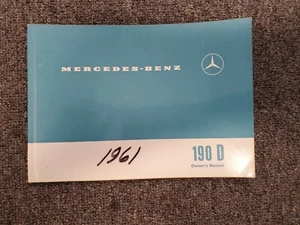 MERCEDES-BENZ
1961
190 D
Owner's Manual